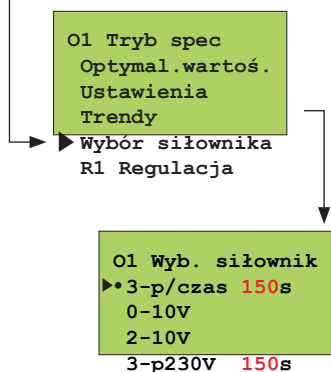 O1 Tryb spec
Optymal.wartoś.
Ustawienia
Trendy
Wybór siłownika
R1 Regulacja
O1 Wyb. siłownik
3-p/czas 150s
0-10V
2-10V
3-p230V 150s